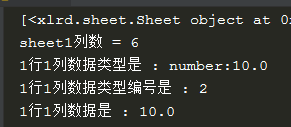 [<xlrd.sheet.Sheet object at 0
sheet1列数 = 6
1行1列数据类型是 : number:10.0
1行1列数据类型编号是 : 2
1行1列数据是 : 10.0